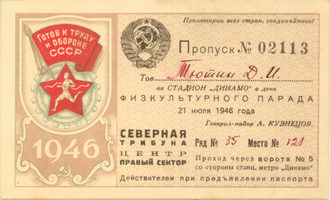 Пролетарии всех стран, соединяйтесь!
ГОТОВ К ТРУДУ
И ОБОРОНЕ
СССР
1946
Пропуск № 02113
Тов. Тютин Д.И.
на СТАДИОН „ДИНАМО" в день
ФИЗКУЛЬТУРНОГО ПАРАДА
21 июля 1946 года
Генерал-майор А. КУЗНЕЦОВ.
СЕВЕРНАЯ
ТРИБУНА
ЦЕНТР
ПРАВЫЙ СЕКТОР
Ряд № 35 Место № 121
Проход через ворота № 5
со стороны станц. метро „Динамо"
Действителен при предъявлении паспорта